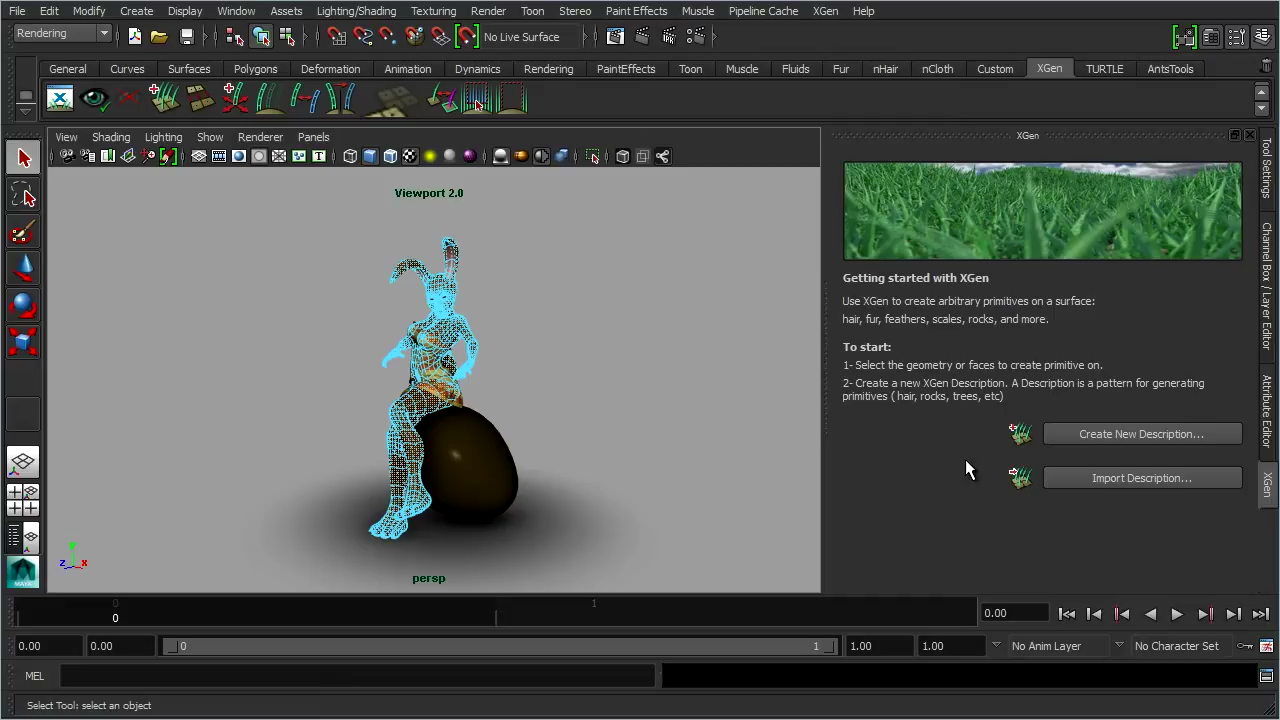 File Edit Modify Create Display Window Assets Lighting/Shading Texturing Render Toon Stereo Paint Effects Muscle Pipeline Cache XGen Help
Rendering No Live Surface
General Curves Surfaces Polygons Deformation Animation Dynamics Rendering PaintEffects Toon Muscle Fluids Fur nHair nCloth Custom XGen TURTLE AntsTools
View Shading Lighting Show Renderer Panels
XGen
Viewport 2.0
Getting started with XGen
Use XGen to create arbitrary primitives on a surface:
hair, fur, feathers, scales, rocks, and more.
To start:
1- Select the geometry or faces to create primitive on.
2- Create a new XGen Description. A Description is a pattern for generating
primitives ( hair, rocks, trees, etc)
Create New Description...
Import Description...
Tool Settings
Channel Box / Layer Editor
Attribute Editor
XGen
z x
persp
MAYA
0 1
0 0.00
0.00 0.00 0 1 1.00 1.00 No Anim Layer No Character Set
MEL
Select Tool: select an object